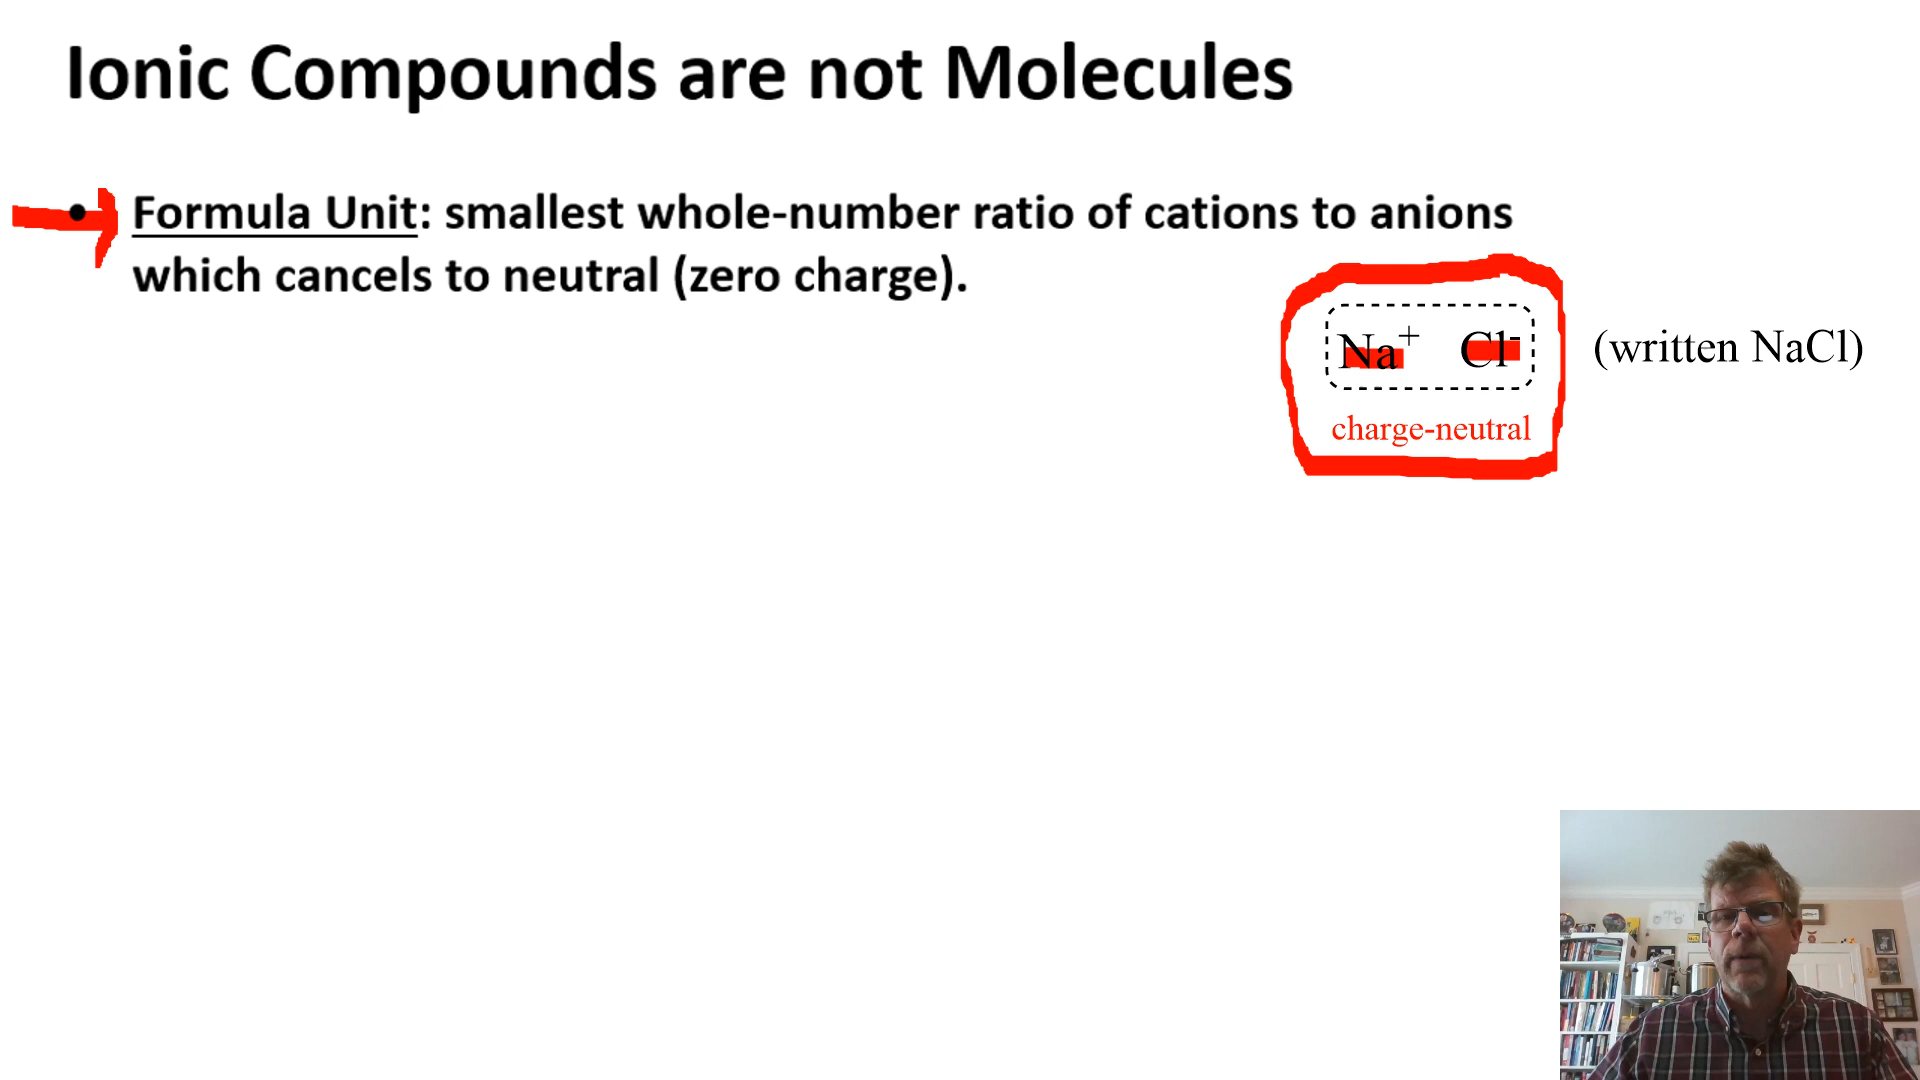 Ionic Compounds are not Molecules
• Formula Unit: smallest whole-number ratio of cations to anions
which cancels to neutral (zero charge).
Na⁺ Cl⁻ (written NaCl)
charge-neutral